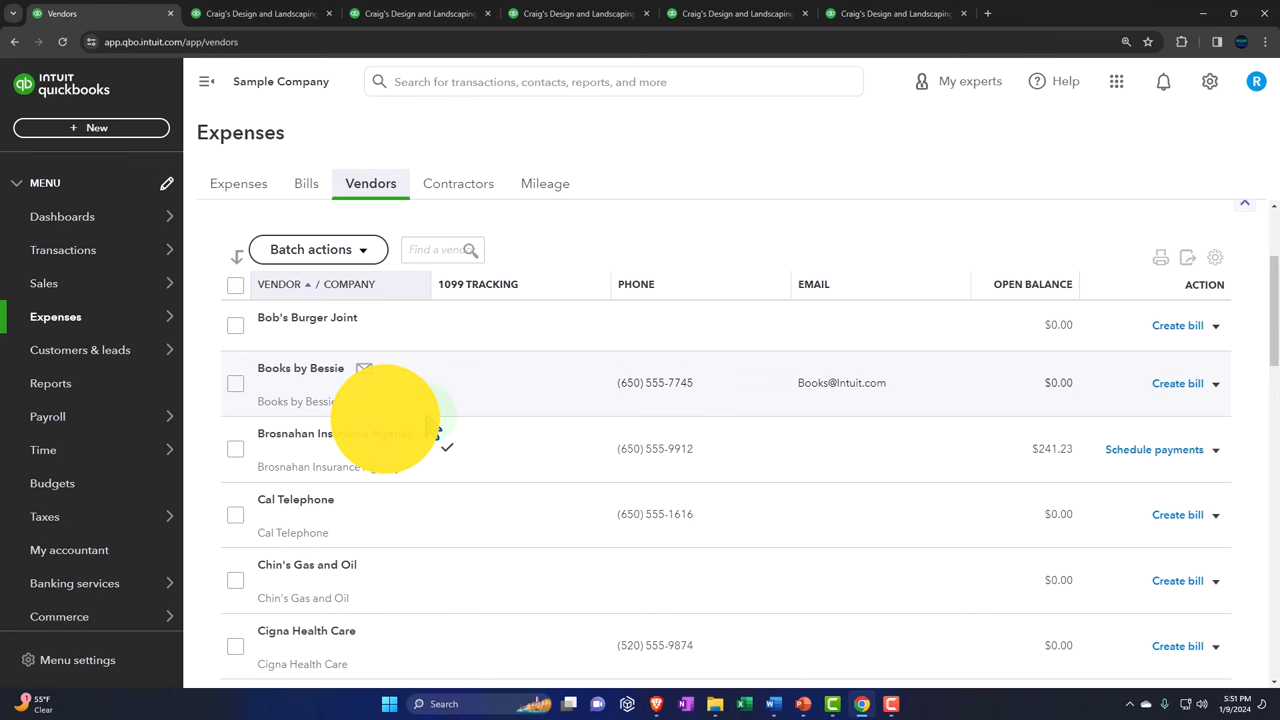 Vendors
Craig's Design and Landscaping
Craig's Design and Landscaping
Craig's Design and Landscaping
Craig's Design and Landscaping
Craig's Design and Landscaping
app.qbo.intuit.com/app/vendors
INTUIT
quickbooks
Sample Company
Search for transactions, contacts, reports, and more
My experts
Help
R
+ New
Expenses
MENU
Expenses
Bills
Vendors
Contractors
Mileage
Dashboards
Transactions
Sales
Expenses
Customers & leads
Reports
Payroll
Time
Budgets
Taxes
My accountant
Banking services
Commerce
Menu settings
Batch actions
Find a vendo
VENDOR / COMPANY
1099 TRACKING
PHONE
EMAIL
OPEN BALANCE
ACTION
Bob's Burger Joint
$0.00
Create bill
Books by Bessie
Books by Bessie
(650) 555-7745
Books@Intuit.com
$0.00
Create bill
Brosnahan Insurance Agency
Brosnahan Insurance Agency
(650) 555-9912
$241.23
Schedule payments
Cal Telephone
Cal Telephone
(650) 555-1616
$0.00
Create bill
Chin's Gas and Oil
Chin's Gas and Oil
$0.00
Create bill
Cigna Health Care
Cigna Health Care
(520) 555-9874
$0.00
Create bill
55°F
Clear
Search
5:51 PM
1/9/2024